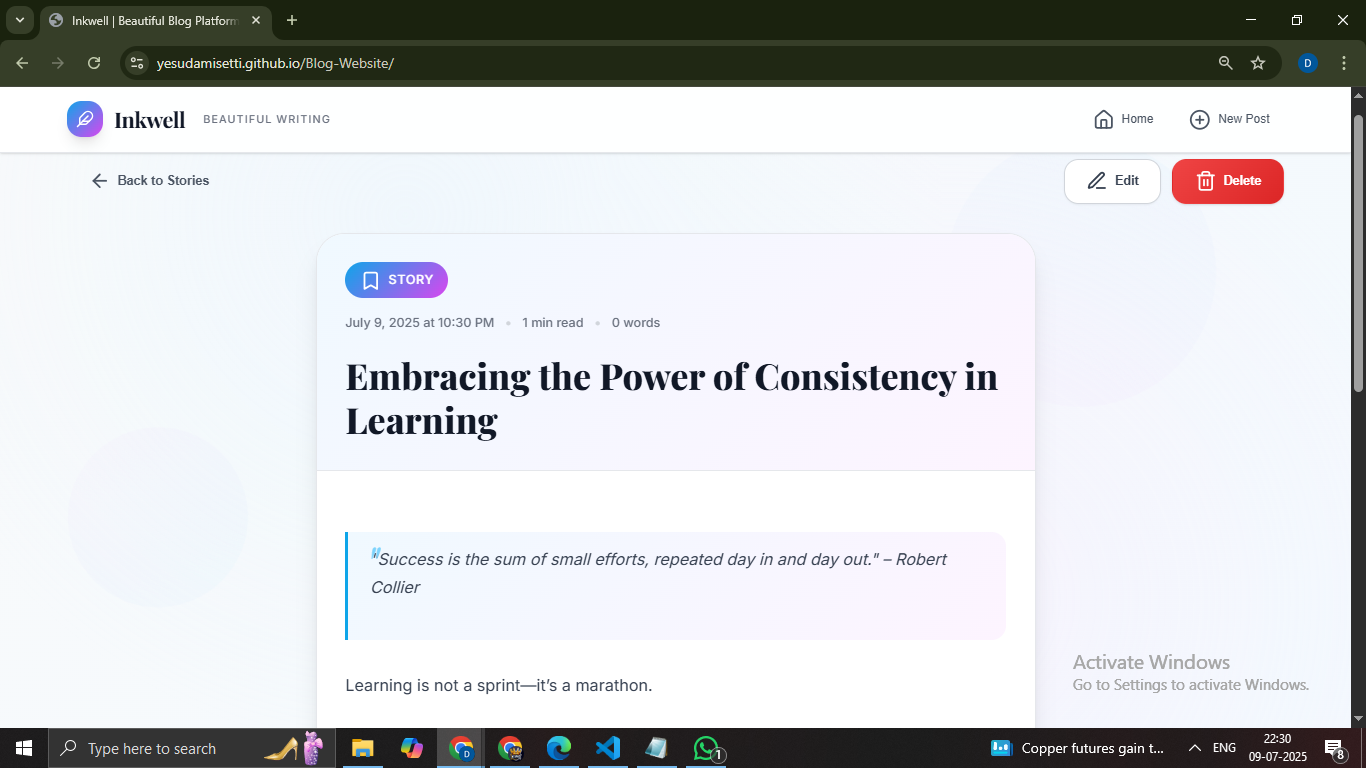 Inkwell | Beautiful Blog Platform
yesudamisetti.github.io/Blog-Website/
D
Inkwell
BEAUTIFUL WRITING
Home
New Post
Back to Stories
Edit
Delete
STORY
July 9, 2025 at 10:30 PM • 1 min read • 0 words
Embracing the Power of Consistency in
Learning
"Success is the sum of small efforts, repeated day in and day out." – Robert
Collier
Learning is not a sprint—it’s a marathon.
Activate Windows
Go to Settings to activate Windows.
Type here to search
D
1
Copper futures gain t...
ENG
22:30
09-07-2025
8